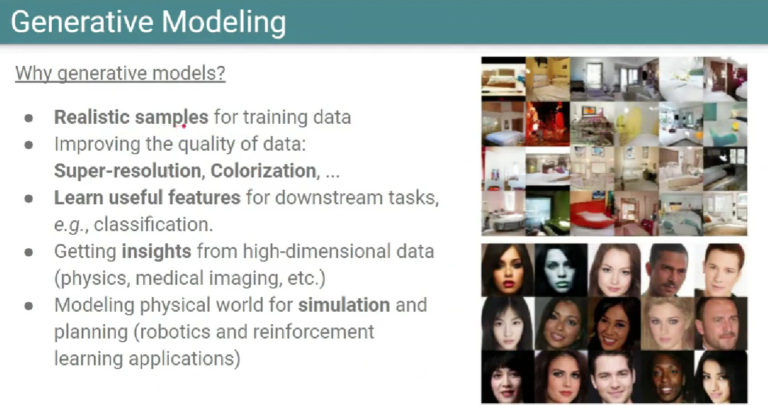 Generative Modeling
Why generative models?
● Realistic samples for training data
● Improving the quality of data:
Super-resolution, Colorization, ...
● Learn useful features for downstream tasks,
e.g., classification.
● Getting insights from high-dimensional data
(physics, medical imaging, etc.)
● Modeling physical world for simulation and
planning (robotics and reinforcement
learning applications)